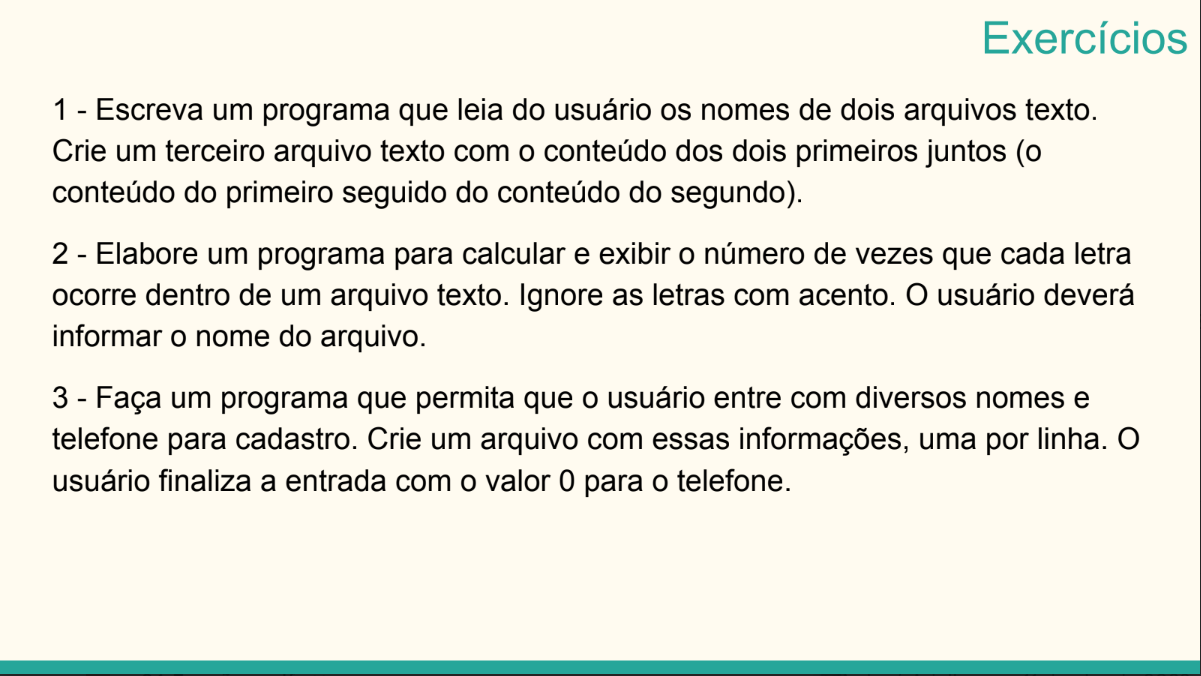 Exercícios
1 - Escreva um programa que leia do usuário os nomes de dois arquivos texto.
Crie um terceiro arquivo texto com o conteúdo dos dois primeiros juntos (o
conteúdo do primeiro seguido do conteúdo do segundo).
2 - Elabore um programa para calcular e exibir o número de vezes que cada letra
ocorre dentro de um arquivo texto. Ignore as letras com acento. O usuário deverá
informar o nome do arquivo.
3 - Faça um programa que permita que o usuário entre com diversos nomes e
telefone para cadastro. Crie um arquivo com essas informações, uma por linha. O
usuário finaliza a entrada com o valor 0 para o telefone.